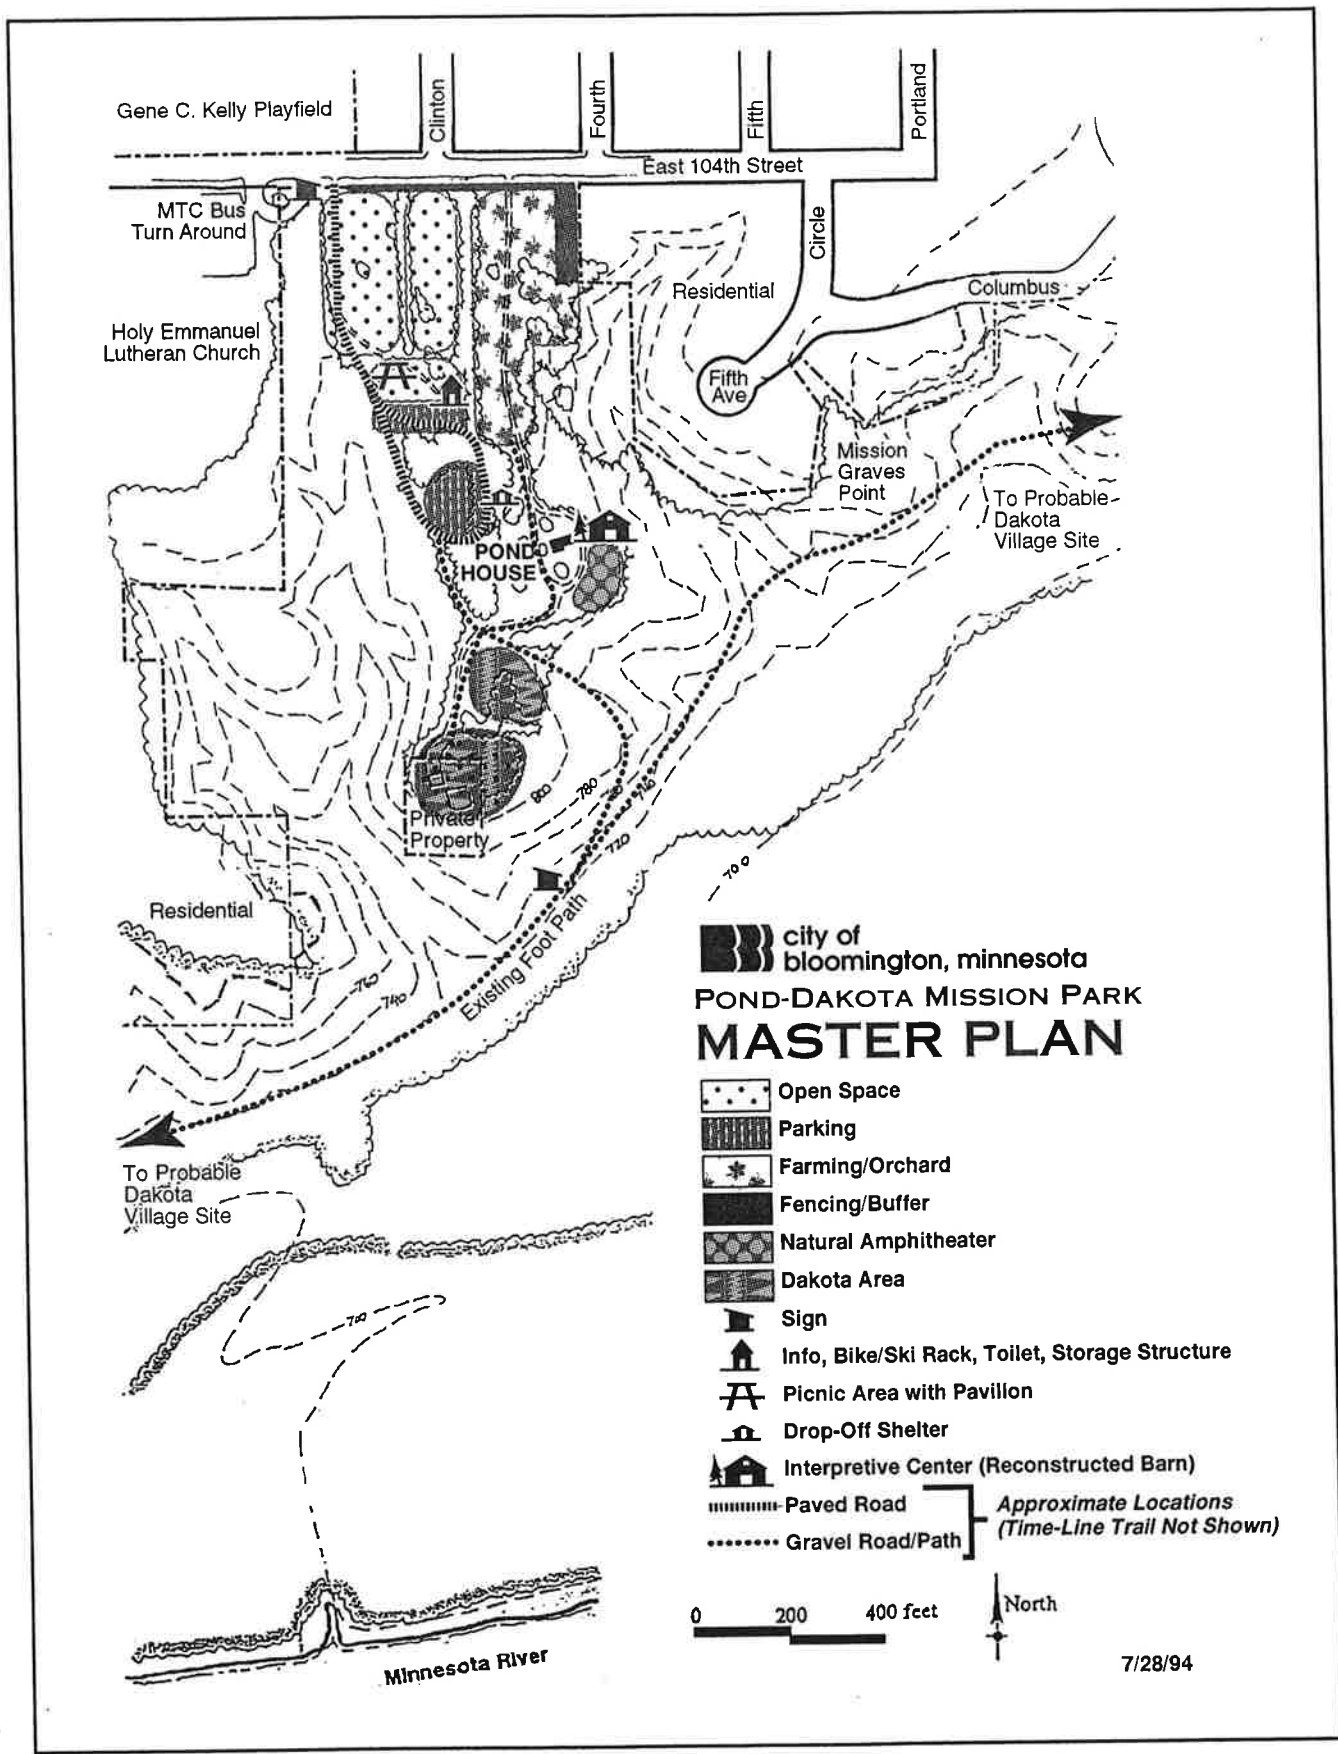 Gene C. Kelly Playfield
Clinton
Fourth
Fifth
Portland
East 104th Street
MTC Bus
Turn Around
Circle
Residential
Columbus
Holy Emmanuel
Lutheran Church
Fifth
Ave
Mission
Graves
Point
To Probable
Dakota
Village Site
POND
HOUSE
800
780
740
720
700
Private
Property
Residential
Existing Foot Path
760
740
To Probable
Dakota
Village Site
700
Minnesota River
city of
bloomington, minnesota
POND-DAKOTA MISSION PARK
MASTER PLAN
Open Space
Parking
Farming/Orchard
Fencing/Buffer
Natural Amphitheater
Dakota Area
Sign
Info, Bike/Ski Rack, Toilet, Storage Structure
Picnic Area with Pavilion
Drop-Off Shelter
Interpretive Center (Reconstructed Barn)
Paved Road
Gravel Road/Path
Approximate Locations
(Time-Line Trail Not Shown)
0 200 400 feet
North
7/28/94